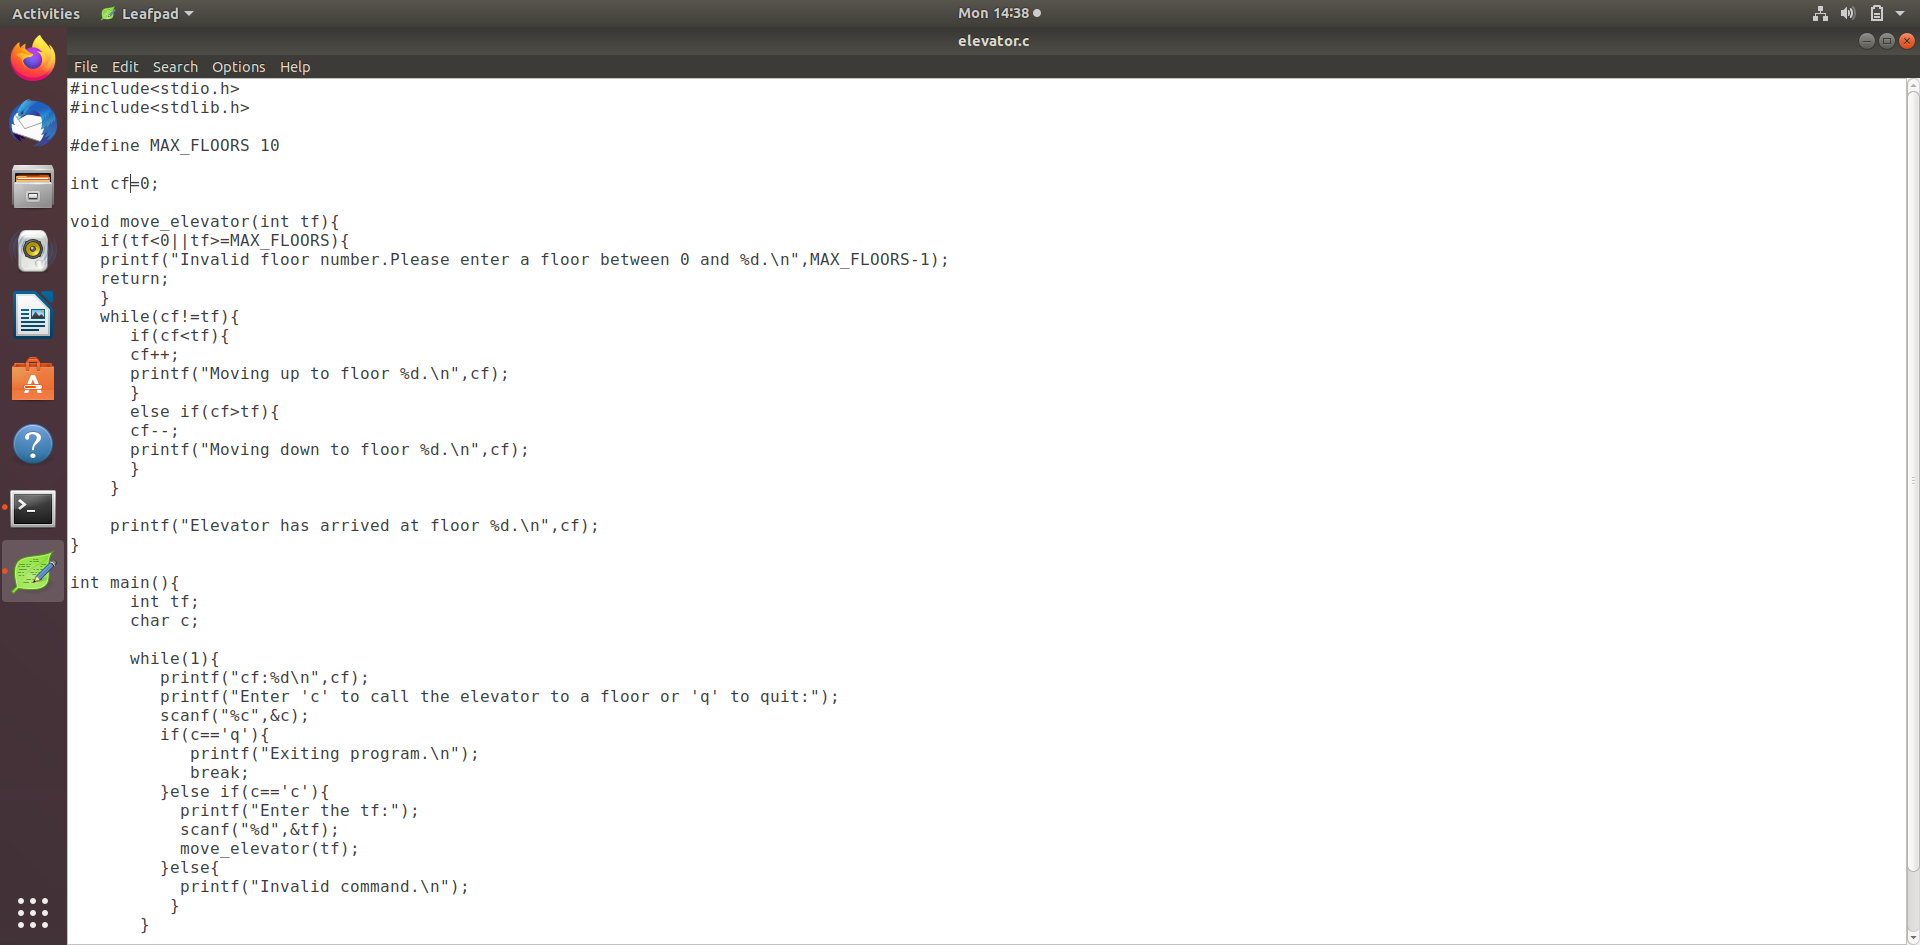 Activities Leafpad Mon 14:38
elevator.c
File Edit Search Options Help
#include<stdio.h>
#include<stdlib.h>
#define MAX_FLOORS 10
int cf=0;
void move_elevator(int tf){
if(tf<0||tf>=MAX_FLOORS){
printf("Invalid floor number.Please enter a floor between 0 and %d.\n",MAX_FLOORS-1);
return;
}
while(cf!=tf){
if(cf<tf){
cf++;
printf("Moving up to floor %d.\n",cf);
}
else if(cf>tf){
cf--;
printf("Moving down to floor %d.\n",cf);
}
}
printf("Elevator has arrived at floor %d.\n",cf);
}
int main(){
int tf;
char c;
while(1){
printf("cf:%d\n",cf);
printf("Enter 'c' to call the elevator to a floor or 'q' to quit:");
scanf("%c",&c);
if(c=='q'){
printf("Exiting program.\n");
break;
}else if(c=='c'){
printf("Enter the tf:");
scanf("%d",&tf);
move_elevator(tf);
}else{
printf("Invalid command.\n");
}
}